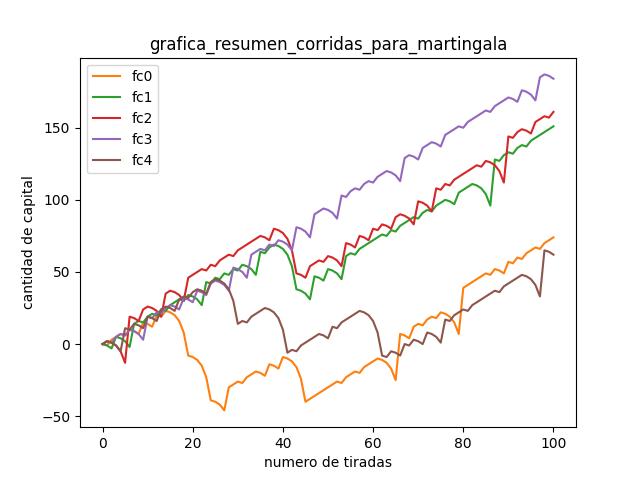 grafica_resumen_corridas_para_martingala
fc0
fc1
fc2
fc3
fc4
150
100
50
0
−50
cantidad de capital
0 20 40 60 80 100
numero de tiradas